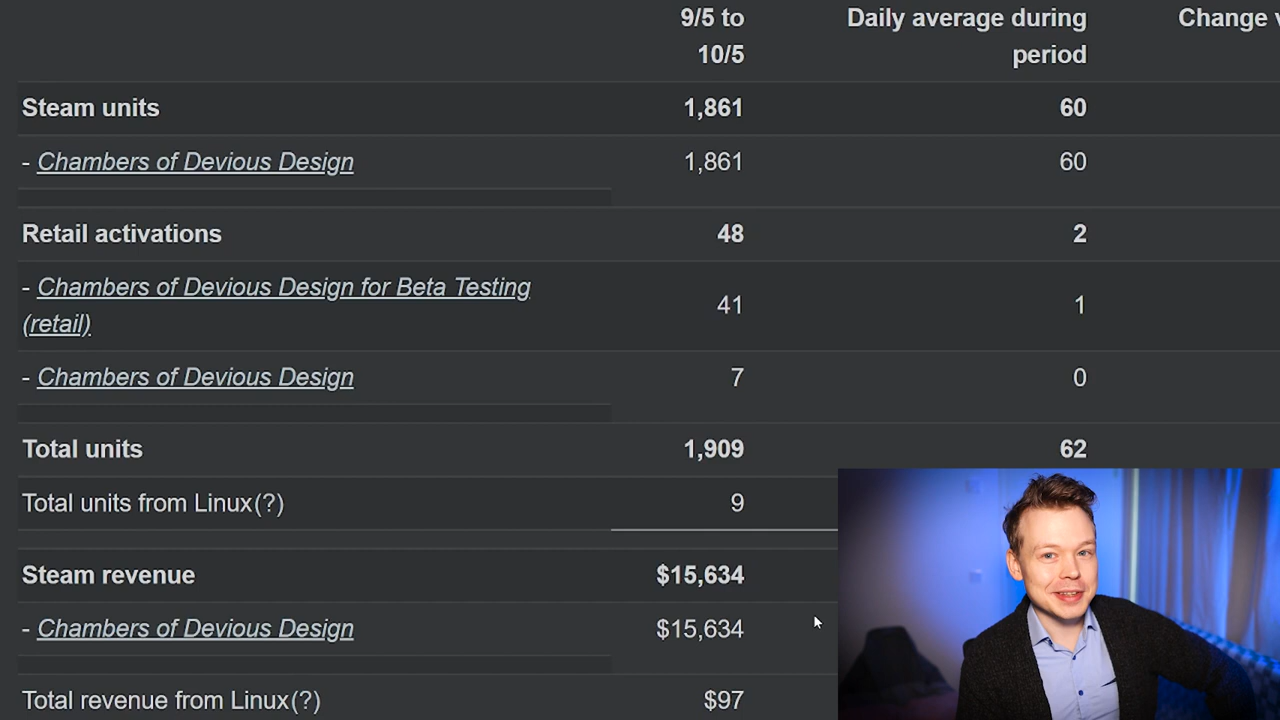 9/5 to Daily average during Change
10/5 period
Steam units 1,861 60
- Chambers of Devious Design 1,861 60
Retail activations 48 2
- Chambers of Devious Design for Beta Testing
(retail) 41 1
- Chambers of Devious Design 7 0
Total units 1,909 62
Total units from Linux(?) 9
Steam revenue $15,634
- Chambers of Devious Design $15,634
Total revenue from Linux(?) $97